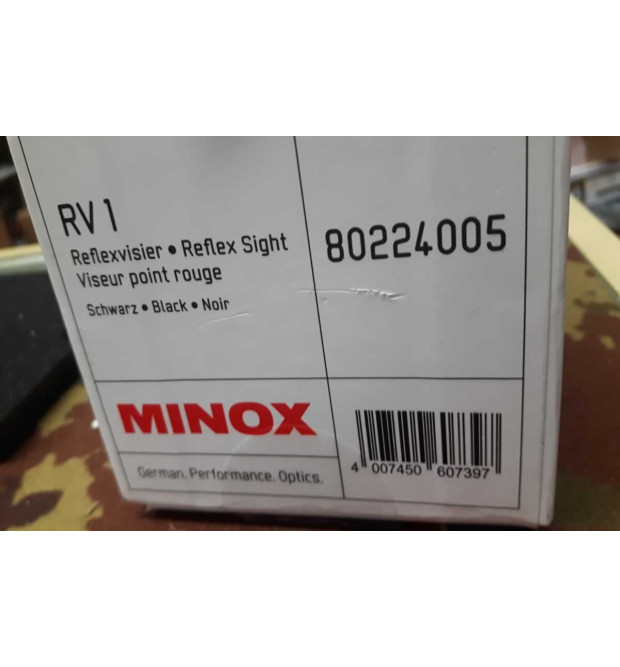 RV 1
Reflexvisier • Reflex Sight
Viseur point rouge
Schwarz • Black • Noir
80224005
MINOX
German. Performance. Optics.
4 007450 607397